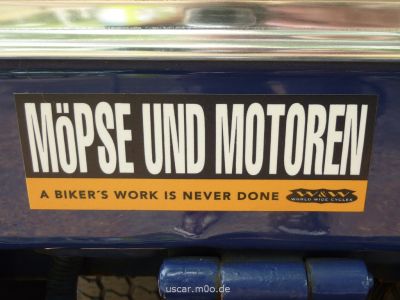 MöPSE UND MOTOREN
A BIKER'S WORK IS NEVER DONE W&W
WORLD WIDE CYCLES
uscar.m0o.de